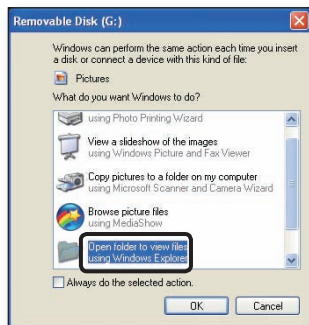 Removable Disk (G:)
Windows can perform the same action each time you insert
a disk or connect a device with this kind of file:
Pictures
What do you want Windows to do?
using Photo Printing Wizard
View a slideshow of the images
using Windows Picture and Fax Viewer
Copy pictures to a folder on my computer
using Microsoft Scanner and Camera Wizard
Browse picture files
using MediaShow
Open folder to view files
using Windows Explorer
Always do the selected action.
OK
Cancel